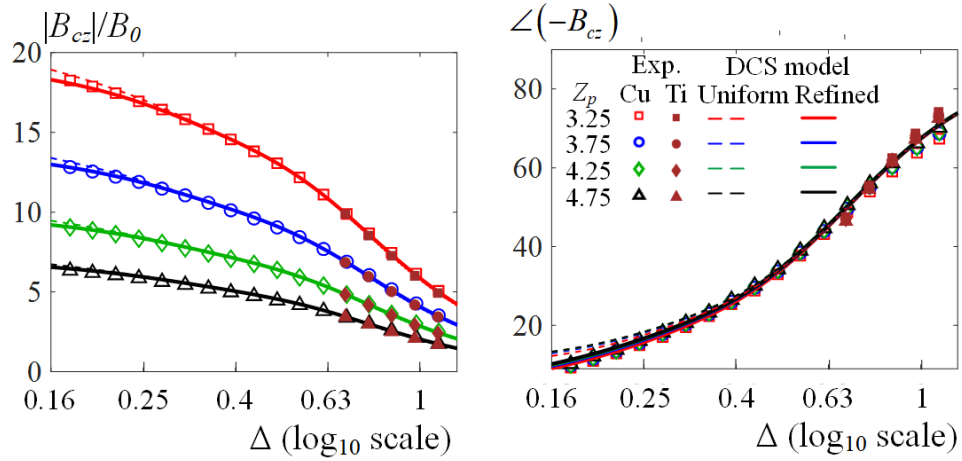 |B_cz|/B_0
20
15
10
5
0
0.16 0.25 0.4 0.63 1
Δ (log_10 scale)
∠(−B_cz)
80
60
40
20
0.16 0.25 0.4 0.63 1
Δ (log_10 scale)
Exp. DCS model
Z_p Cu Ti Uniform Refined
3.25
3.75
4.25
4.75